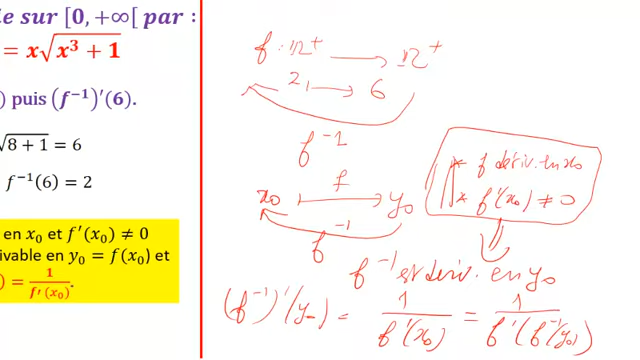 le sur [0, +∞[ par :
= x√(x³ + 1)
) puis (f⁻¹)′(6).
√8 + 1 = 6
f⁻¹(6) = 2
en x₀ et f′(x₀) ≠ 0
ivable en y₀ = f(x₀) et
) = 1/f′(x₀).
f : ℝ⁺ → ℝ⁺
2 ↦ 6
f⁻¹
f
x₀ ↦ y₀
f⁻¹
* f dériv. en x₀
* f′(x₀) ≠ 0
f⁻¹ est dériv. en y₀
(f⁻¹)′(y₀) = 1/f′(x₀) = 1/f′(f⁻¹(y₀))